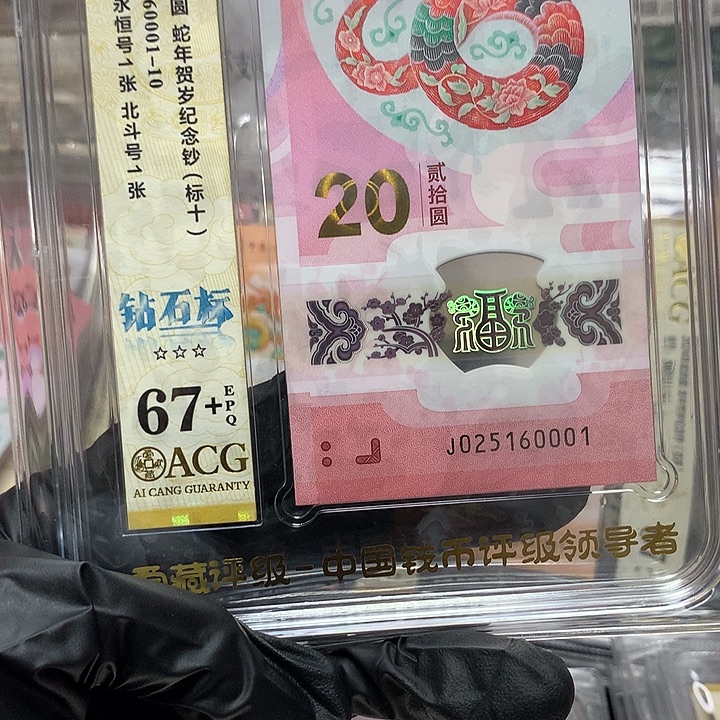 圆 蛇年贺岁纪念钞（标十）
60001-10
永恒号1张 北斗号1张
钻石标
☆☆☆
67+EPQ
ACG
AI CANG GUARANTY
20
贰拾圆
福
J025160001
藏评级-中国钱币评级领导者
ACG